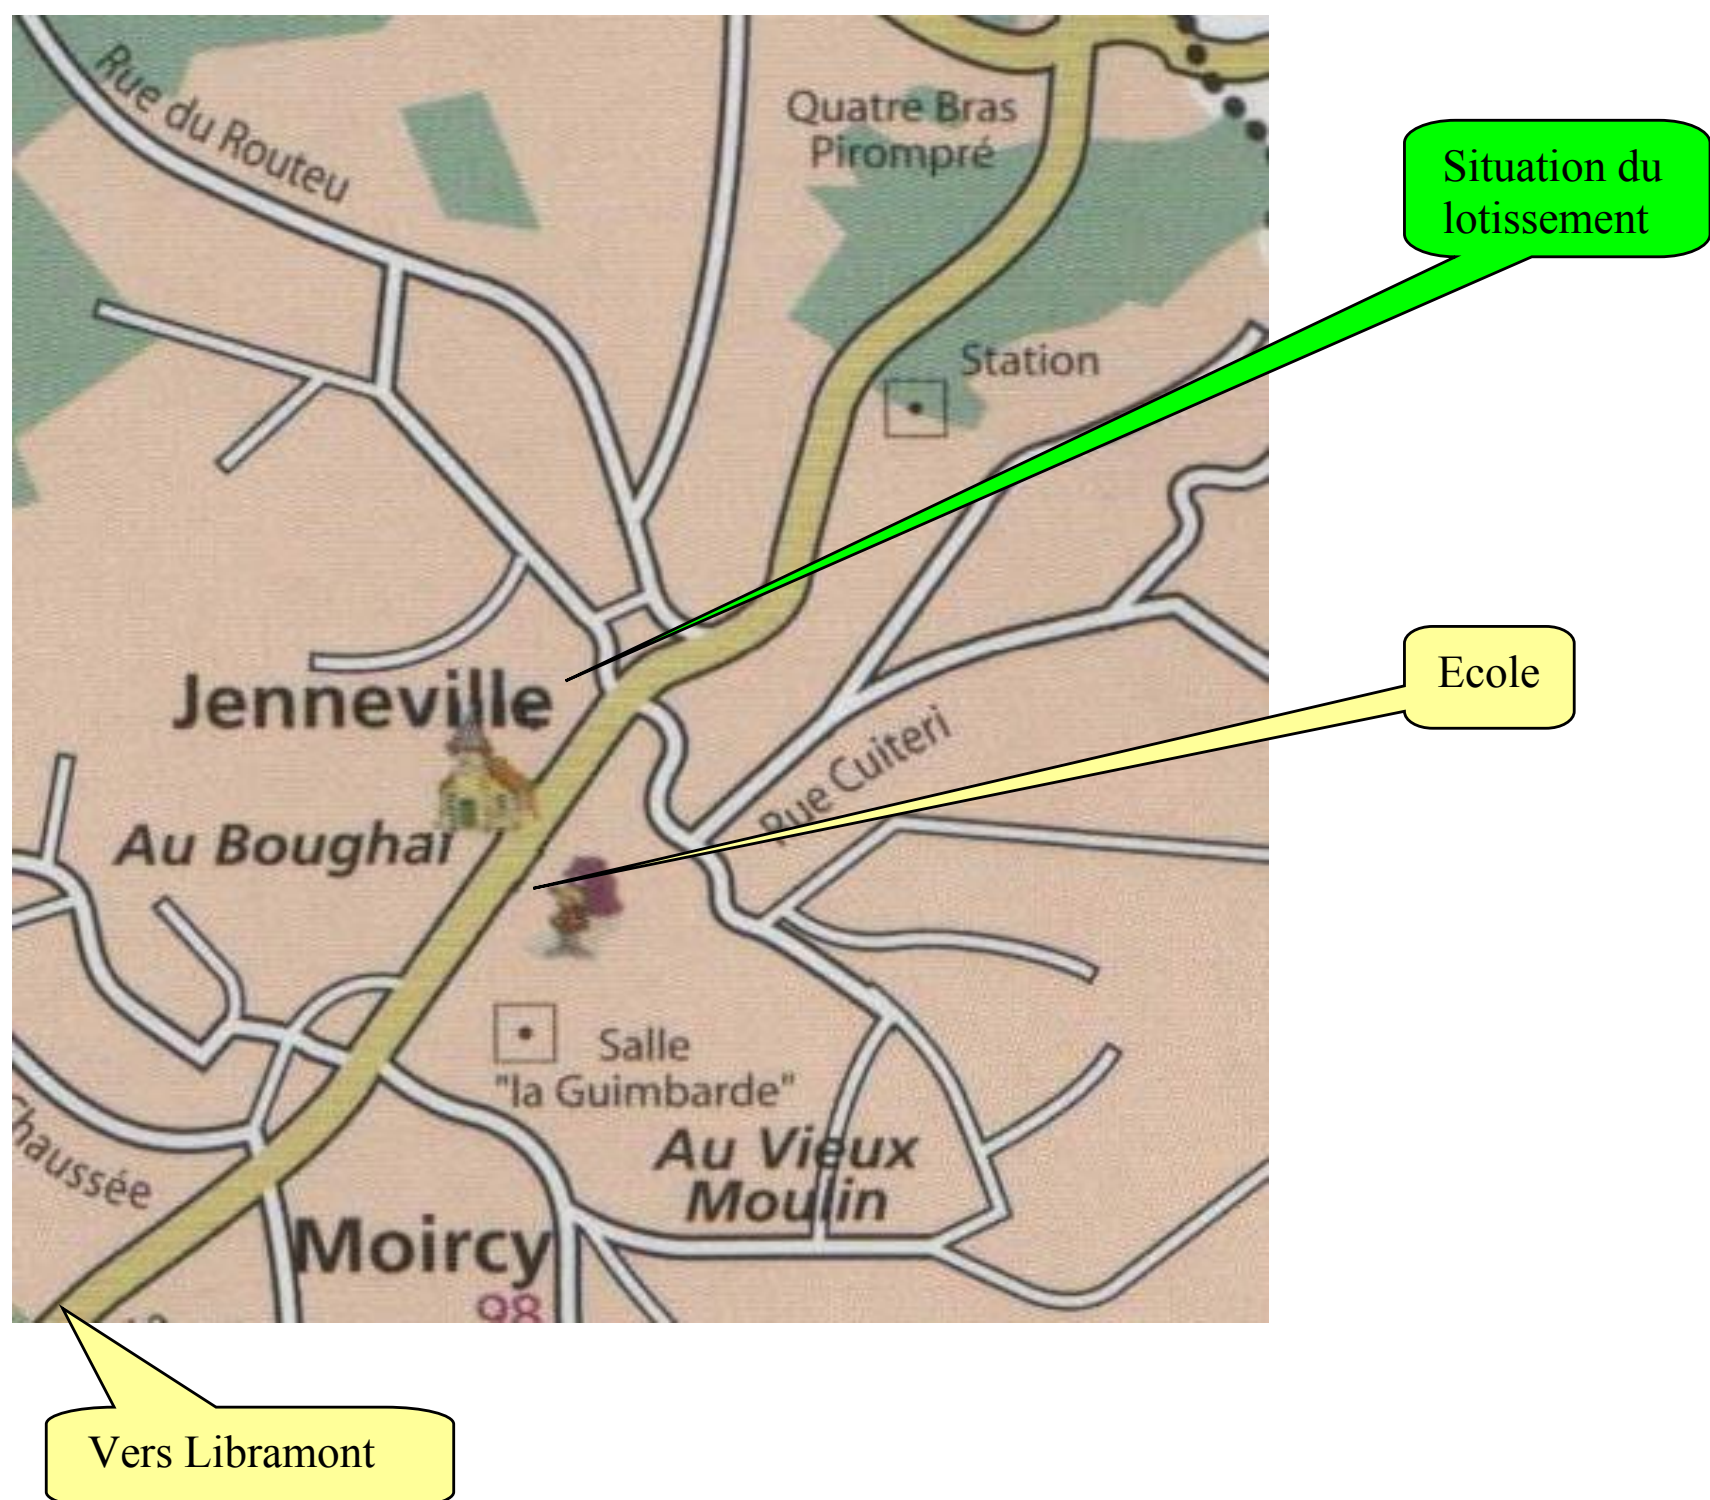 Rue du Routeu
Quatre Bras
Pirompré
Situation du
lotissement
Station
Ecole
Jenneville
Rue Cuiteri
Au Boughaï
Salle
"la Guimbarde"
Au Vieux
Moulin
Chaussée
Moircy
98
Vers Libramont